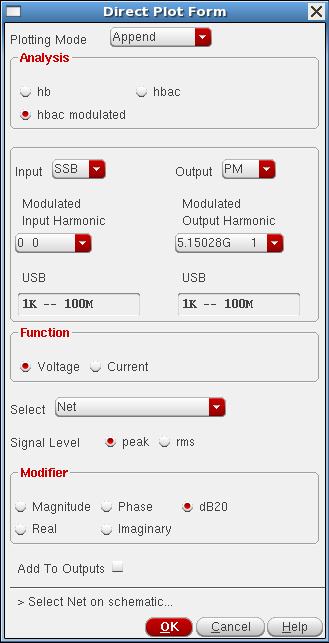 Direct Plot Form
Plotting Mode Append
Analysis
hb hbac
hbac modulated
Input SSB Output PM
Modulated Modulated
Input Harmonic Output Harmonic
0 0 5.15028G 1
USB USB
1K -- 100M 1K -- 100M
Function
Voltage Current
Select Net
Signal Level peak rms
Modifier
Magnitude Phase dB20
Real Imaginary
Add To Outputs
> Select Net on schematic...
OK Cancel Help